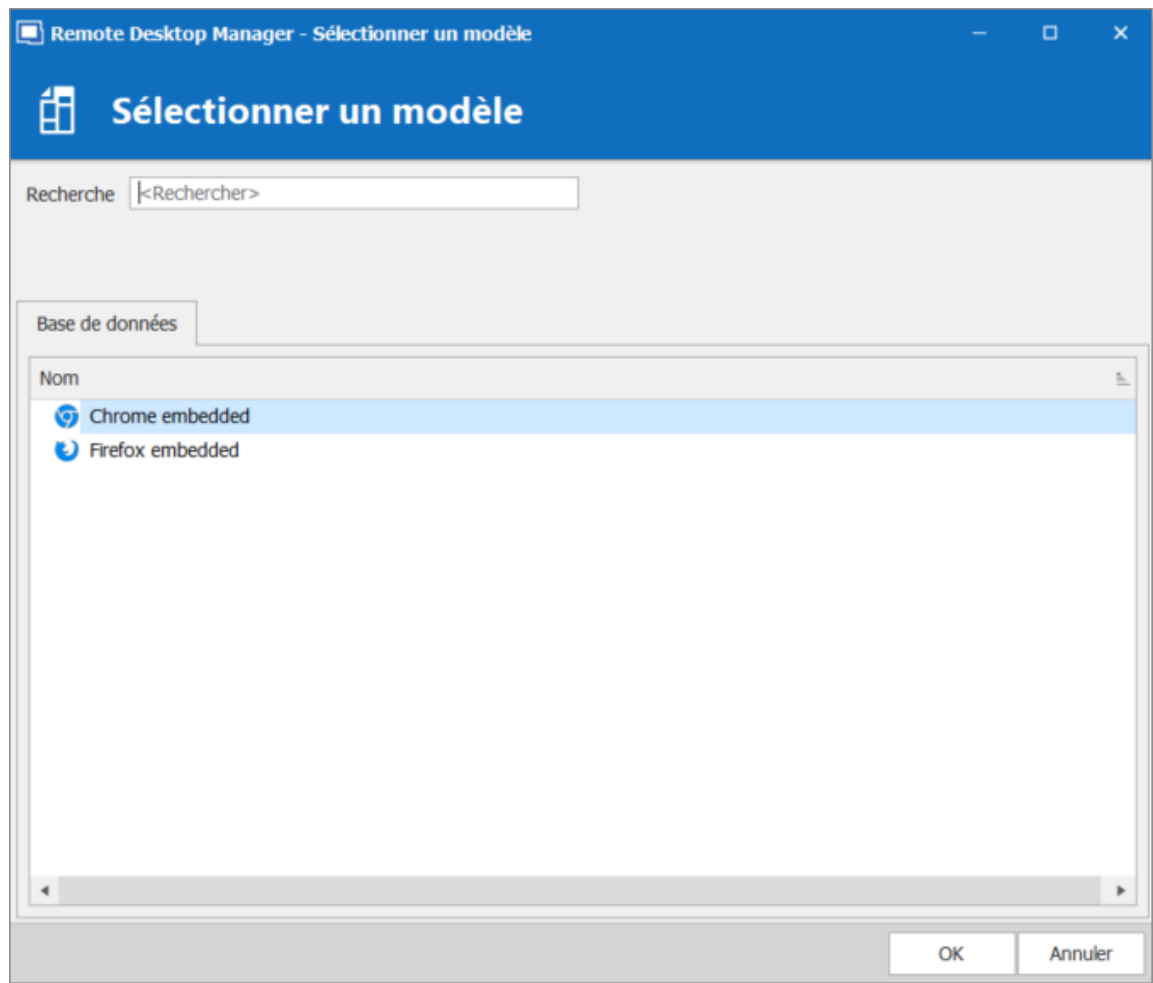 Remote Desktop Manager - Sélectionner un modèle
Sélectionner un modèle
Recherche <Rechercher>
Base de données
Nom
Chrome embedded
Firefox embedded
OK Annuler